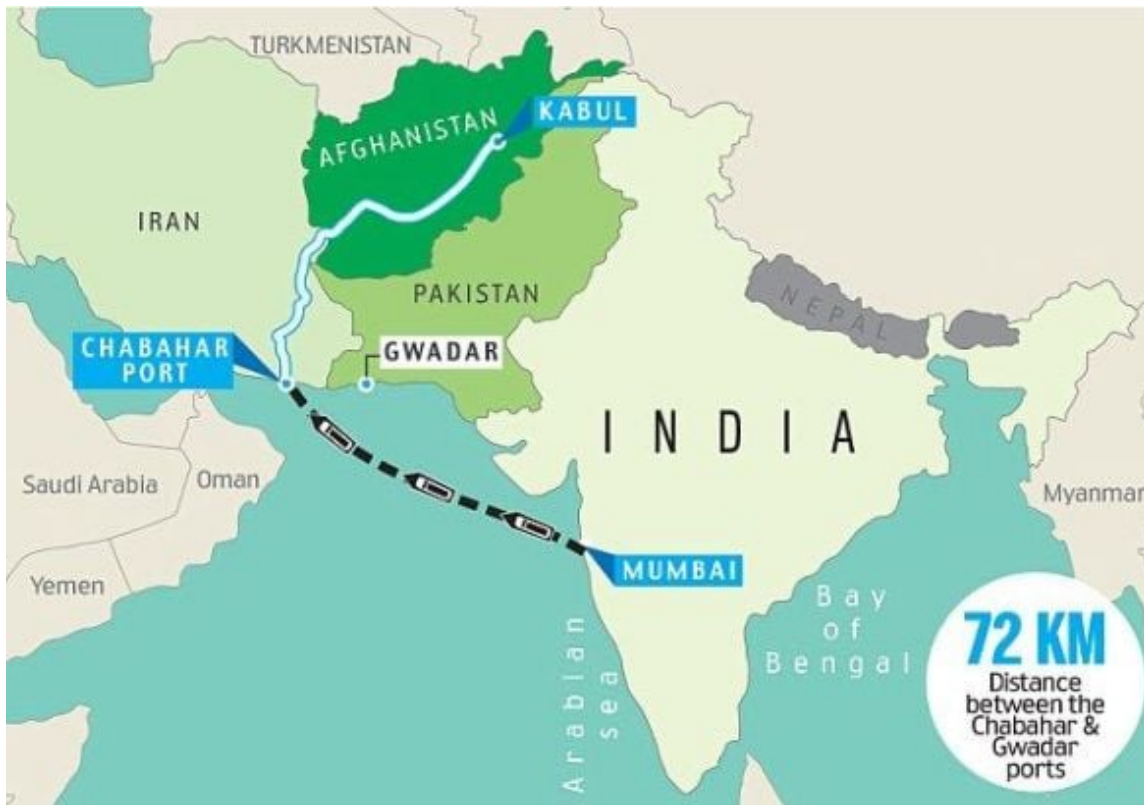 TURKMENISTAN
KABUL
AFGHANISTAN
IRAN
PAKISTAN
NEPAL
CHABAHAR
PORT
GWADAR
INDIA
Saudi Arabia
Oman
Myanmar
MUMBAI
Yemen
Arabian
sea
Bay
of
Bengal
72 KM
Distance
between the
Chabahar &
Gwadar
ports